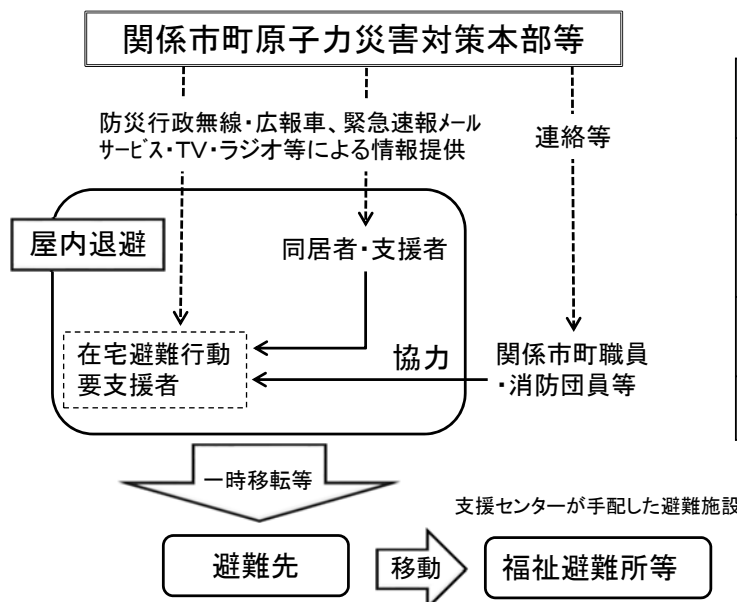 関係市町原子力災害対策本部等
防災行政無線・広報車、緊急速報メール
サービス・TV・ラジオ等による情報提供
連絡等
屋内退避
同居者・支援者
在宅避難行動
要支援者
協力
関係市町職員
・消防団員等
一時移転等
支援センターが手配した避難施設
避難先
移動
福祉避難所等